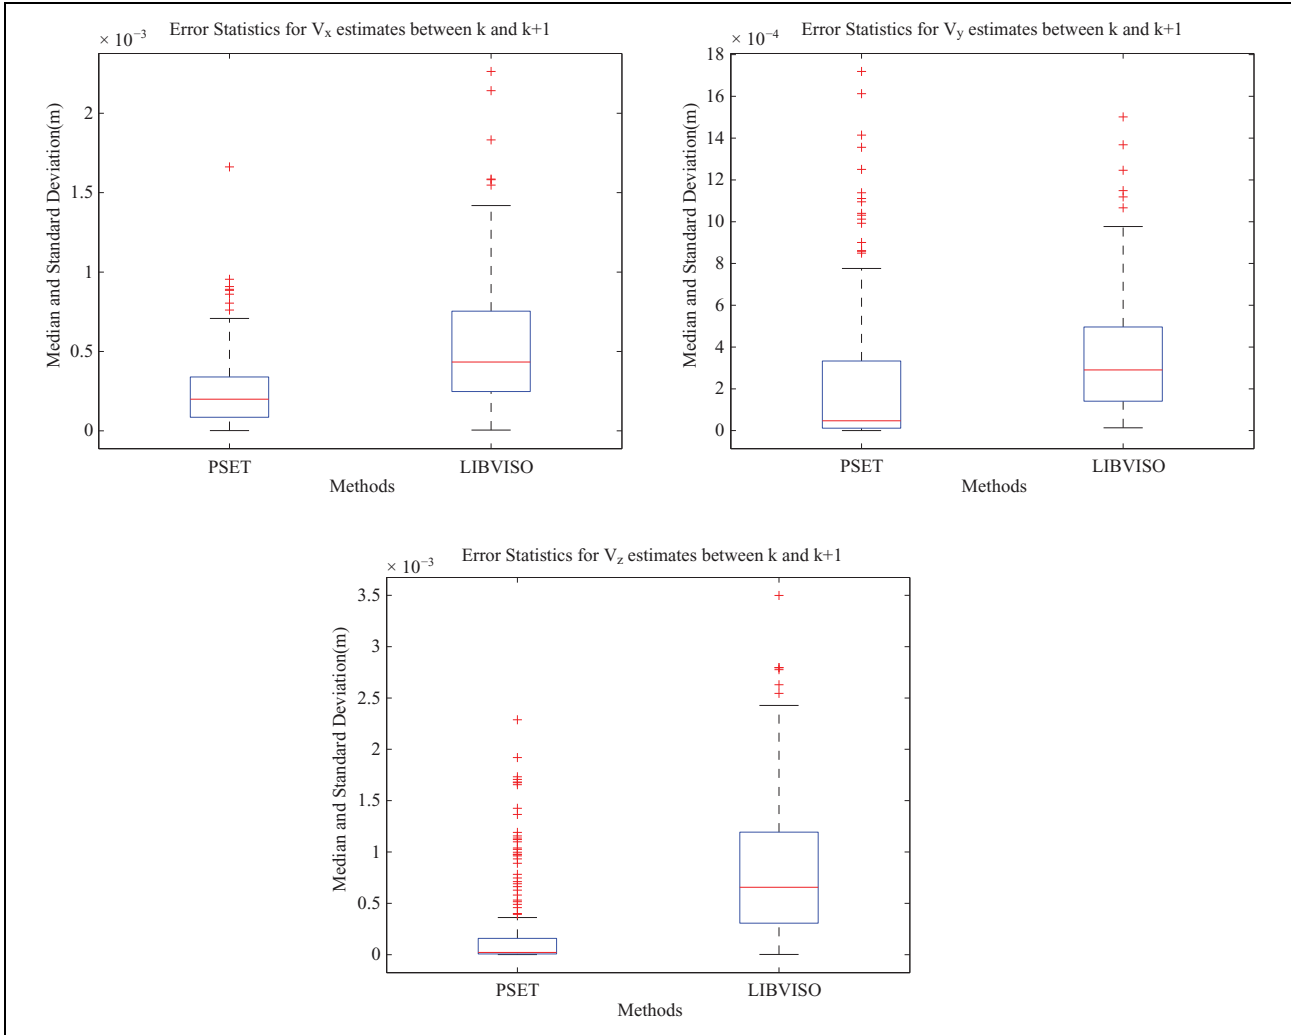 Error Statistics for Vx estimates between k and k+1
× 10−3
Median and Standard Deviation(m)
2
1.5
1
0.5
0
PSET LIBVISO
Methods
Error Statistics for Vy estimates between k and k+1
× 10−4
Median and Standard Deviation(m)
18
16
14
12
10
8
6
4
2
0
PSET LIBVISO
Methods
Error Statistics for Vz estimates between k and k+1
× 10−3
Median and Standard Deviation(m)
3.5
3
2.5
2
1.5
1
0.5
0
PSET LIBVISO
Methods